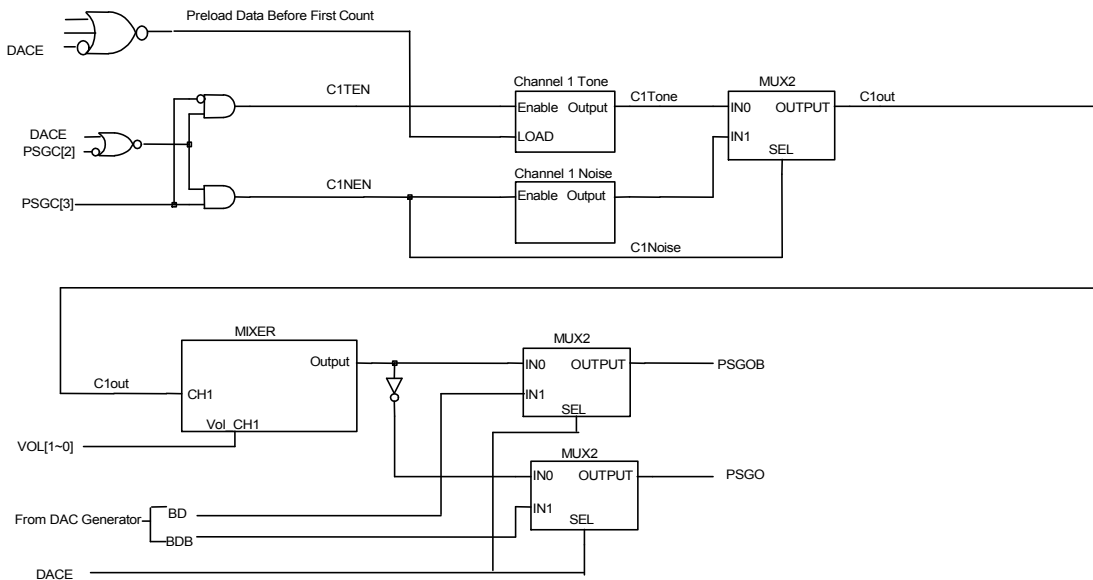 Preload Data Before First Count
DACE
C1TEN
Channel 1 Tone
Enable Output
LOAD
C1Tone
MUX2
IN0 OUTPUT
IN1
SEL
C1out
DACE
PSGC[2]
PSGC[3]
C1NEN
Channel 1 Noise
Enable Output
C1Noise
MIXER
Output
C1out
CH1
Vol_CH1
VOL[1~0]
MUX2
IN0 OUTPUT
IN1
SEL
PSGOB
MUX2
IN0 OUTPUT
IN1
SEL
PSGO
From DAC Generator
BD
BDB
DACE